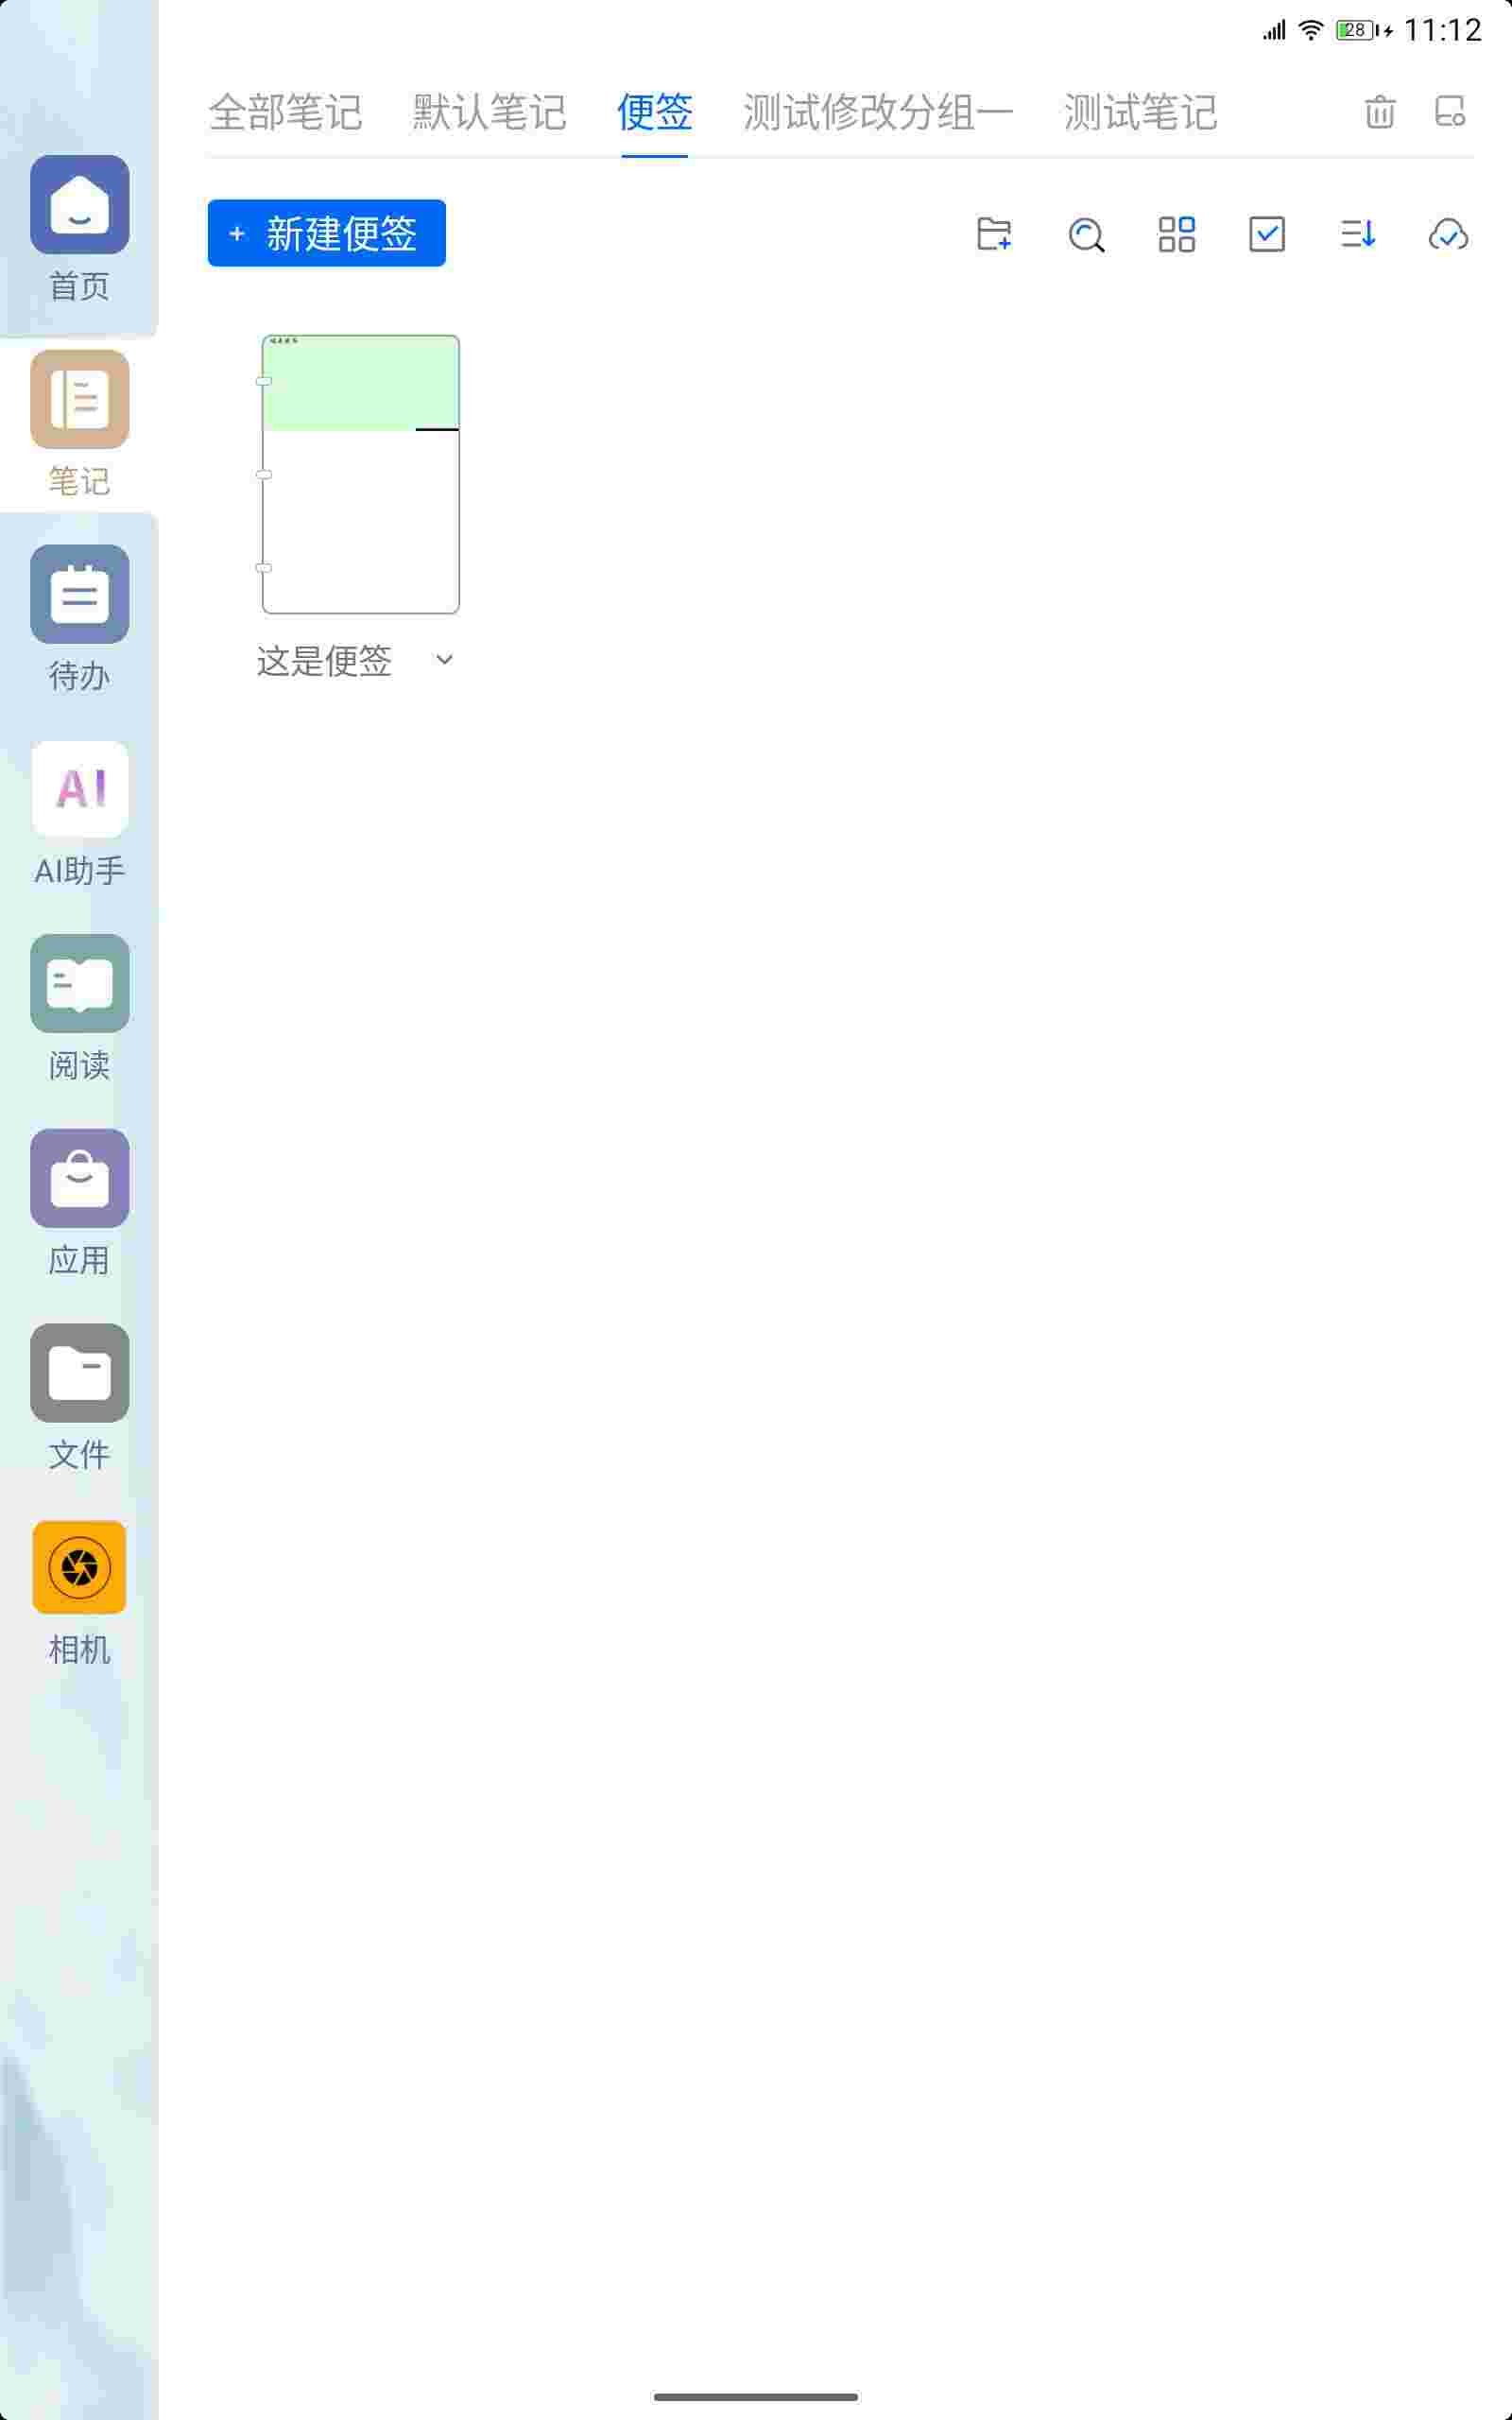 28 11:12
全部笔记 默认笔记 便签 测试修改分组一 测试笔记
+ 新建便签
首页
笔记
这是便签
待办
AI
AI助手
阅读
应用
文件
相机